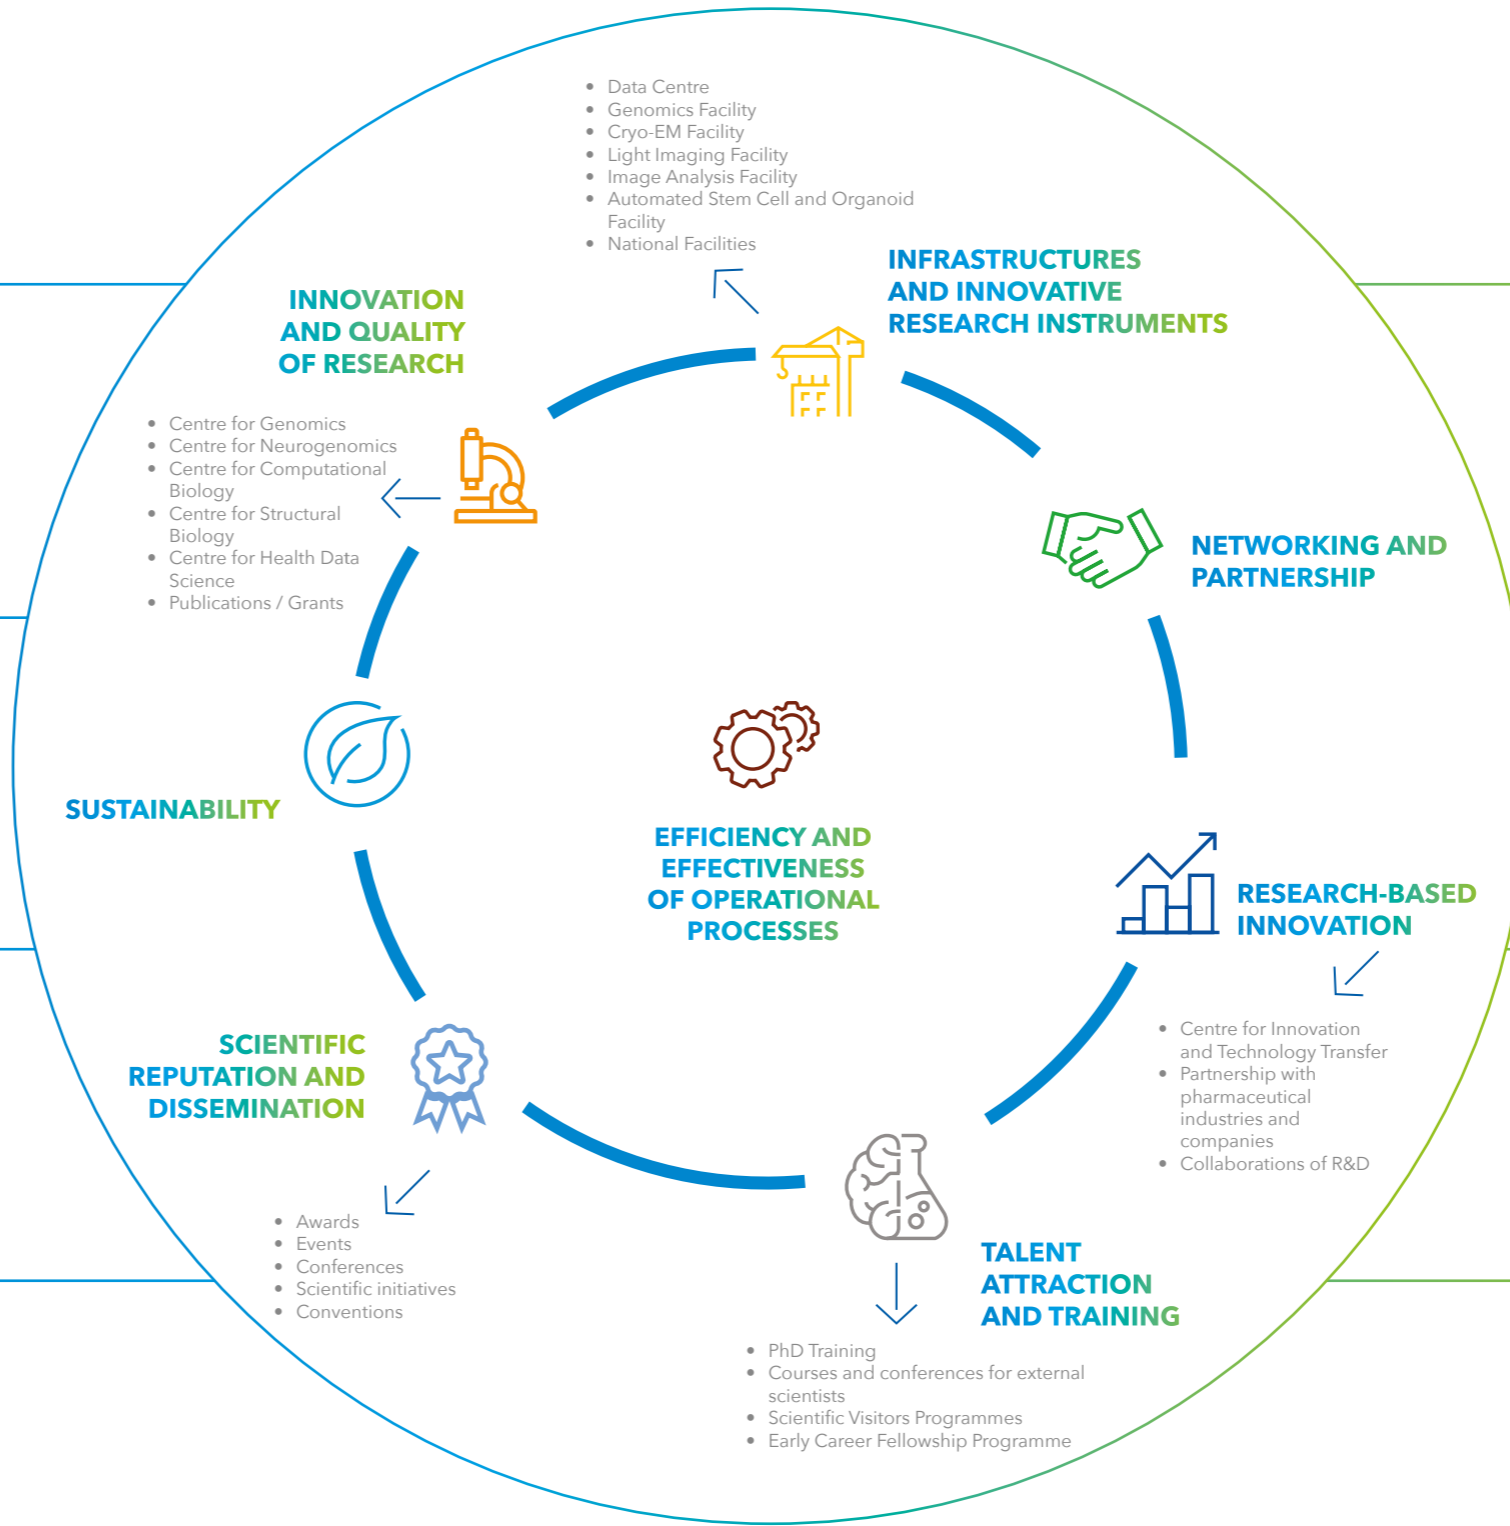 • Data Centre
• Genomics Facility
• Cryo-EM Facility
• Light Imaging Facility
• Image Analysis Facility
• Automated Stem Cell and Organoid
Facility
• National Facilities
INFRASTRUCTURES
AND INNOVATIVE
RESEARCH INSTRUMENTS
INNOVATION
AND QUALITY
OF RESEARCH
• Centre for Genomics
• Centre for Neurogenomics
• Centre for Computational
Biology
• Centre for Structural
Biology
• Centre for Health Data
Science
• Publications / Grants
NETWORKING AND
PARTNERSHIP
SUSTAINABILITY
EFFICIENCY AND
EFFECTIVENESS
OF OPERATIONAL
PROCESSES
RESEARCH-BASED
INNOVATION
• Centre for Innovation
and Technology Transfer
• Partnership with
pharmaceutical
industries and
companies
• Collaborations of R&D
SCIENTIFIC
REPUTATION AND
DISSEMINATION
• Awards
• Events
• Conferences
• Scientific initiatives
• Conventions
TALENT
ATTRACTION
AND TRAINING
• PhD Training
• Courses and conferences for external
scientists
• Scientific Visitors Programmes
• Early Career Fellowship Programme